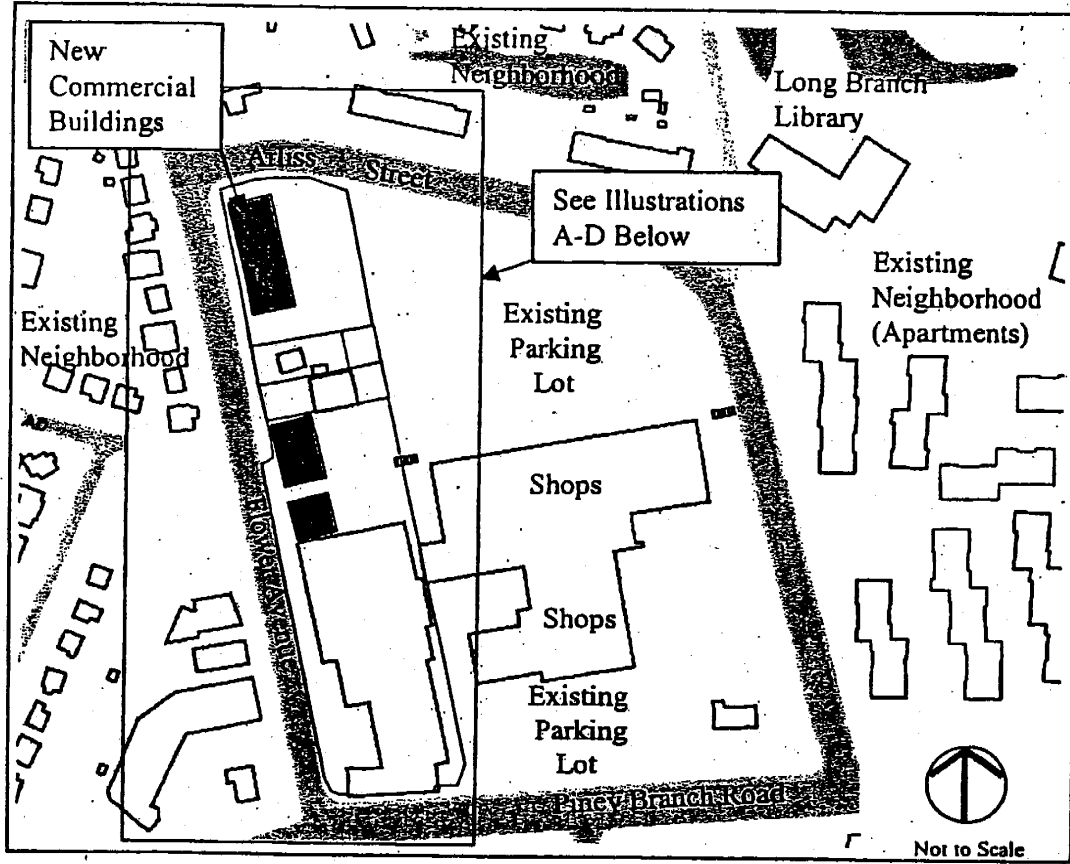 New
Commercial
Buildings
Existing
Neighborhood
Long Branch
Library
Arliss Street
See Illustrations
A-D Below
Existing
Neighborhood
(Apartments)
Existing
Parking
Lot
Existing
Neighborhood
Shops
Flower Avenue
Shops
Existing
Parking
Lot
Piney Branch Road
Not to Scale